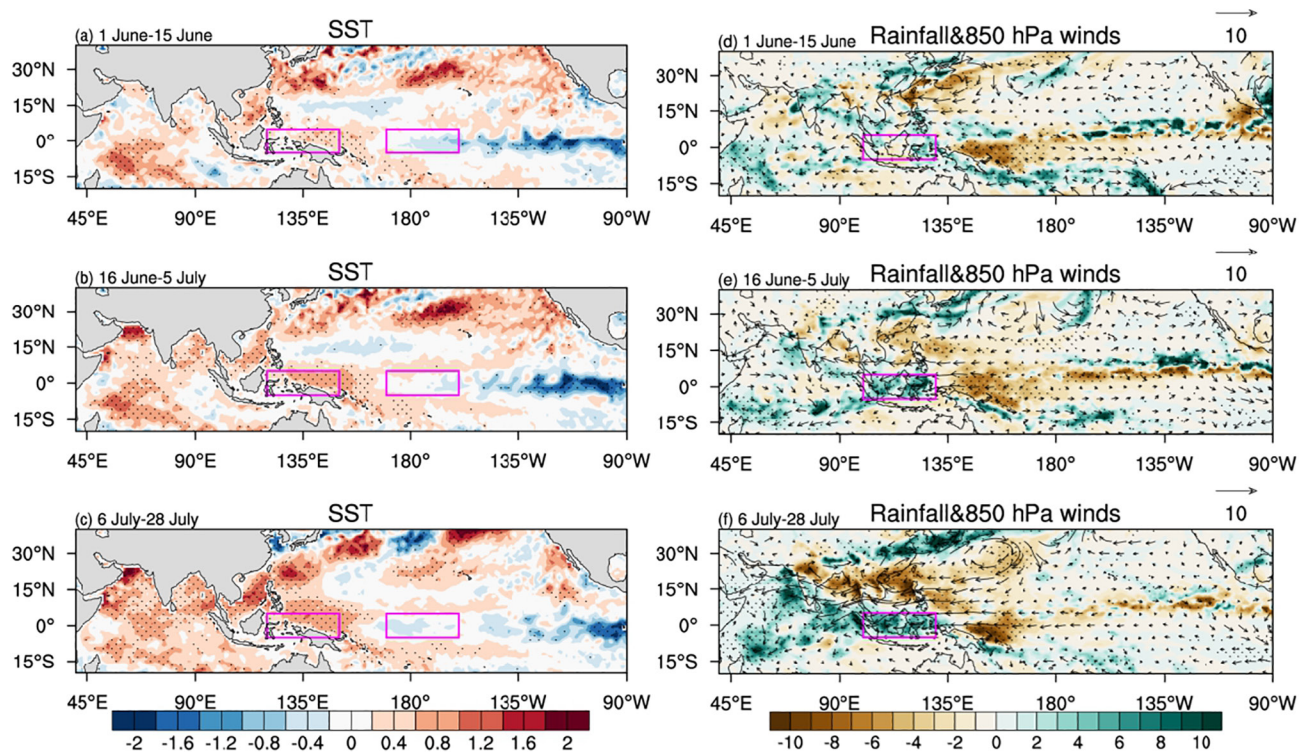 (a) 1 June-15 June
SST
30°N
15°N
0°
15°S
45°E 90°E 135°E 180° 135°W 90°W
(b) 16 June-5 July
SST
30°N
15°N
0°
15°S
45°E 90°E 135°E 180° 135°W 90°W
(c) 6 July-28 July
SST
30°N
15°N
0°
15°S
45°E 90°E 135°E 180° 135°W 90°W
-2 -1.6 -1.2 -0.8 -0.4 0 0.4 0.8 1.2 1.6 2
(d) 1 June-15 June
Rainfall&850 hPa winds
10
30°N
15°N
0°
15°S
45°E 90°E 135°E 180° 135°W 90°W
(e) 16 June-5 July
Rainfall&850 hPa winds
10
30°N
15°N
0°
15°S
45°E 90°E 135°E 180° 135°W 90°W
(f) 6 July-28 July
Rainfall&850 hPa winds
10
30°N
15°N
0°
15°S
45°E 90°E 135°E 180° 135°W 90°W
-10 -8 -6 -4 -2 0 2 4 6 8 10